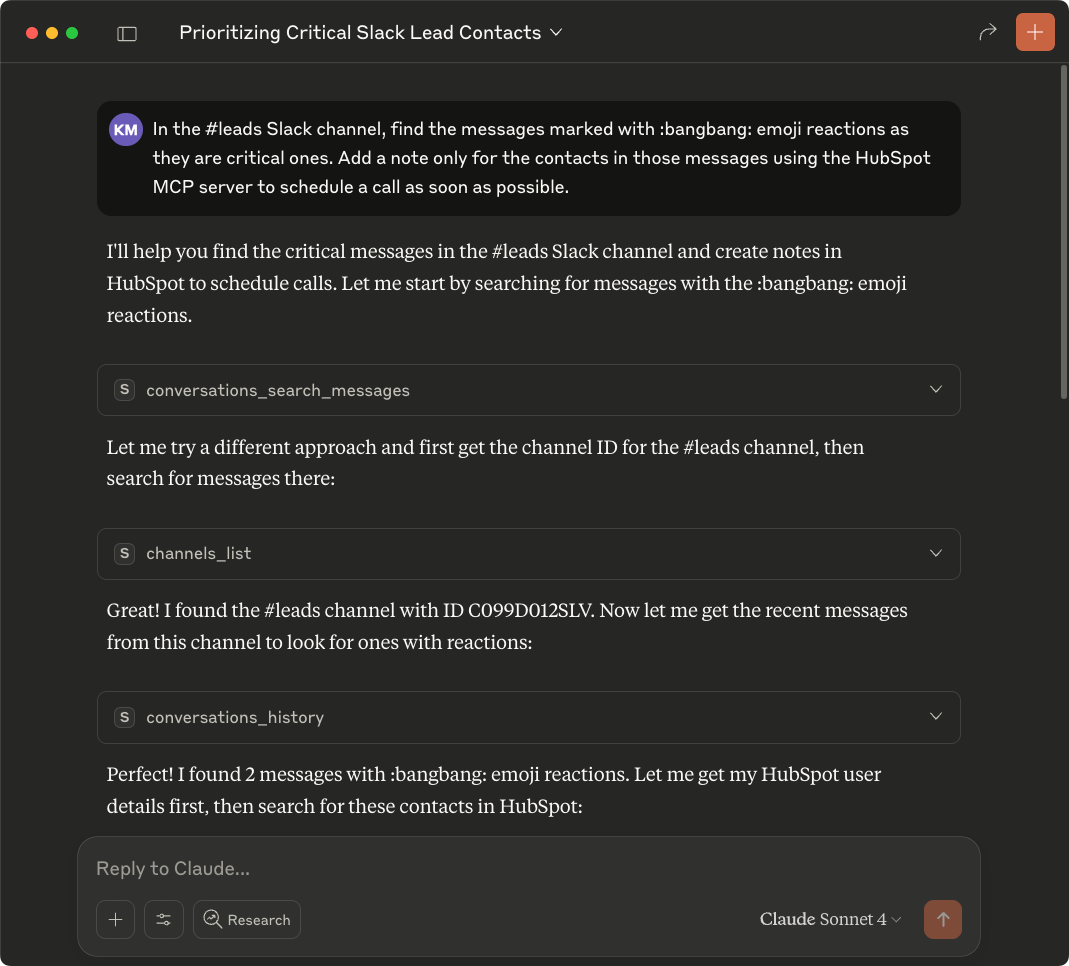 Prioritizing Critical Slack Lead Contacts
KM
In the #leads Slack channel, find the messages marked with :bangbang: emoji reactions as
they are critical ones. Add a note only for the contacts in those messages using the HubSpot
MCP server to schedule a call as soon as possible.
I'll help you find the critical messages in the #leads Slack channel and create notes in
HubSpot to schedule calls. Let me start by searching for messages with the :bangbang: emoji
reactions.
S conversations_search_messages
Let me try a different approach and first get the channel ID for the #leads channel, then
search for messages there:
S channels_list
Great! I found the #leads channel with ID C099D012SLV. Now let me get the recent messages
from this channel to look for ones with reactions:
S conversations_history
Perfect! I found 2 messages with :bangbang: emoji reactions. Let me get my HubSpot user
details first, then search for these contacts in HubSpot:
Reply to Claude...
Research
Claude Sonnet 4